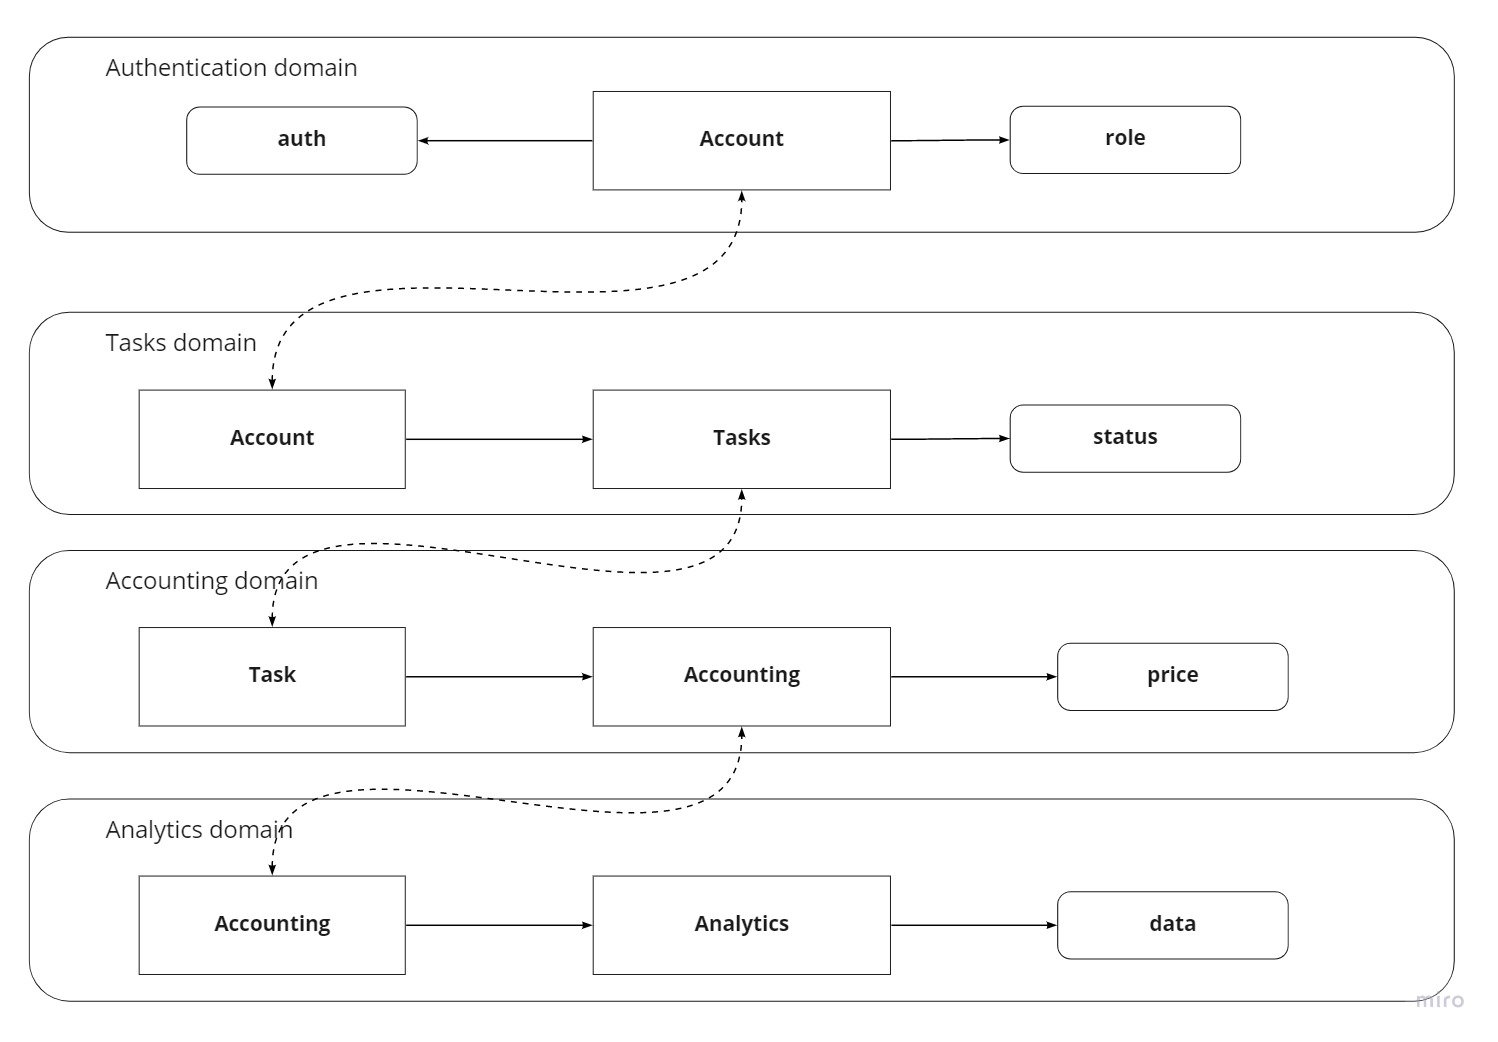 Authentication domain
auth
Account
role
Tasks domain
Account
Tasks
status
Accounting domain
Task
Accounting
price
Analytics domain
Accounting
Analytics
data
miro